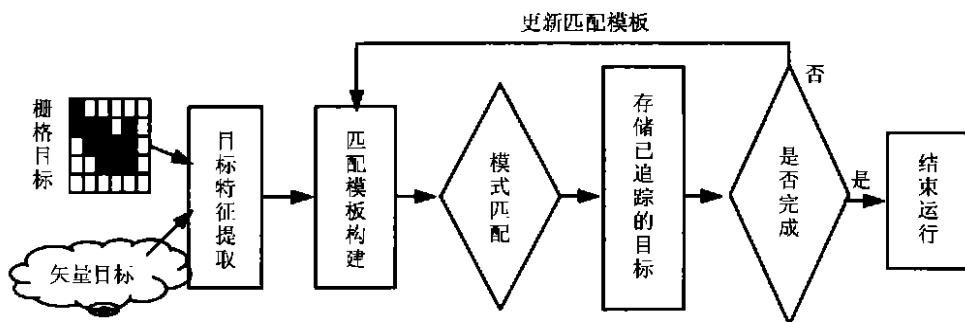 更新匹配模板
否
栅格目标
目标特征提取
匹配模板构建
模式匹配
存储已追踪的目标
是否完成
是
结束运行
矢量目标